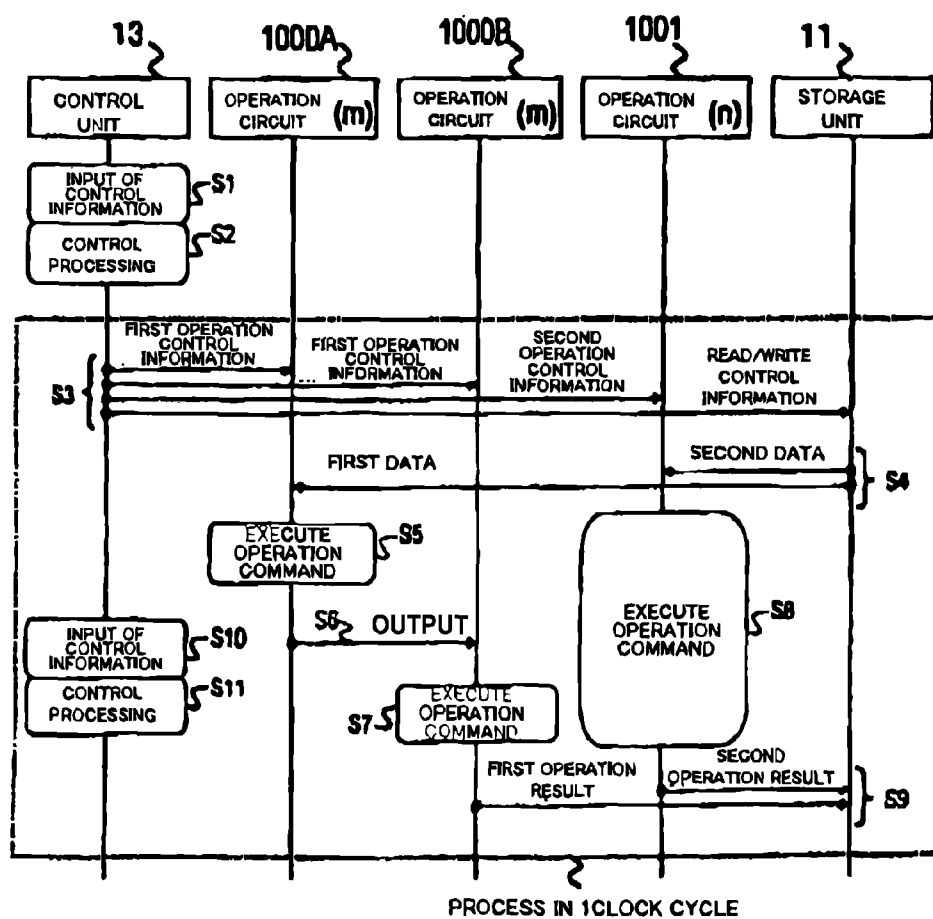 13
1000A
1000B
1001
11
CONTROL
UNIT
OPERATION
CIRCUIT (m)
OPERATION
CIRCUIT (m)
OPERATION
CIRCUIT (n)
STORAGE
UNIT
INPUT OF
CONTROL
INFORMATION
S1
CONTROL
PROCESSING
S2
FIRST OPERATION
CONTROL
INFORMATION
FIRST OPERATION
CONTROL
INFORMATION
SECOND
OPERATION
CONTROL
INFORMATION
READ/WRITE
CONTROL
INFORMATION
S3
FIRST DATA
SECOND DATA
S4
EXECUTE
OPERATION
COMMAND
S5
EXECUTE
OPERATION
COMMAND
S8
S6
OUTPUT
INPUT OF
CONTROL
INFORMATION
S10
CONTROL
PROCESSING
S11
S7
EXECUTE
OPERATION
COMMAND
FIRST OPERATION
RESULT
SECOND
OPERATION RESULT
S9
PROCESS IN 1CLOCK CYCLE